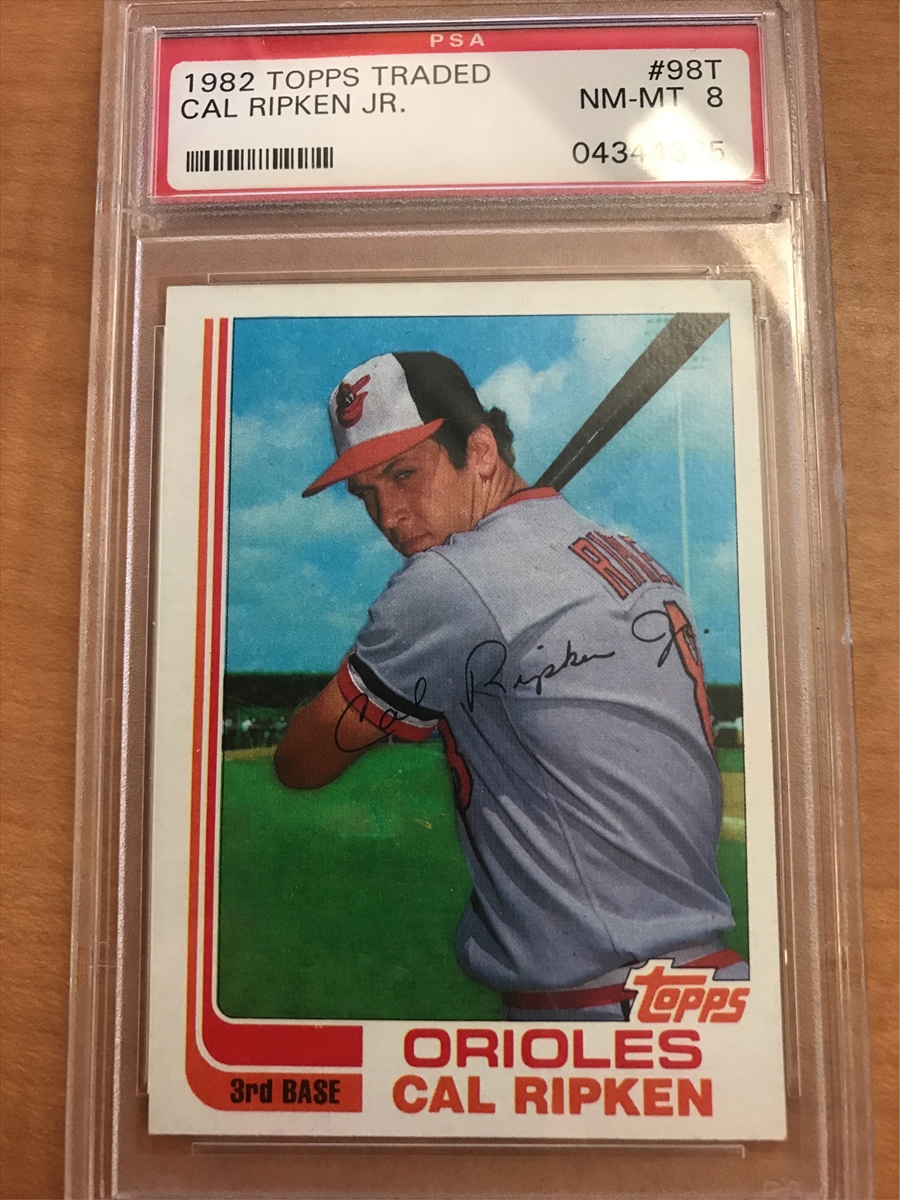 PSA
1982 TOPPS TRADED #98T
CAL RIPKEN JR. NM-MT 8
Cal Ripken Jr.
TOPPS
ORIOLES
3rd BASE CAL RIPKEN